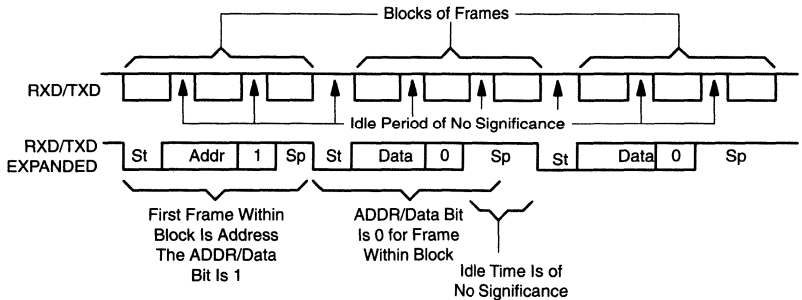 Blocks of Frames
RXD/TXD
Idle Period of No Significance
RXD/TXD
EXPANDED
St Addr 1 Sp St Data 0 Sp St Data 0 Sp
First Frame Within
Block Is Address
The ADDR/Data
Bit Is 1
ADDR/Data Bit
Is 0 for Frame
Within Block
Idle Time Is of
No Significance